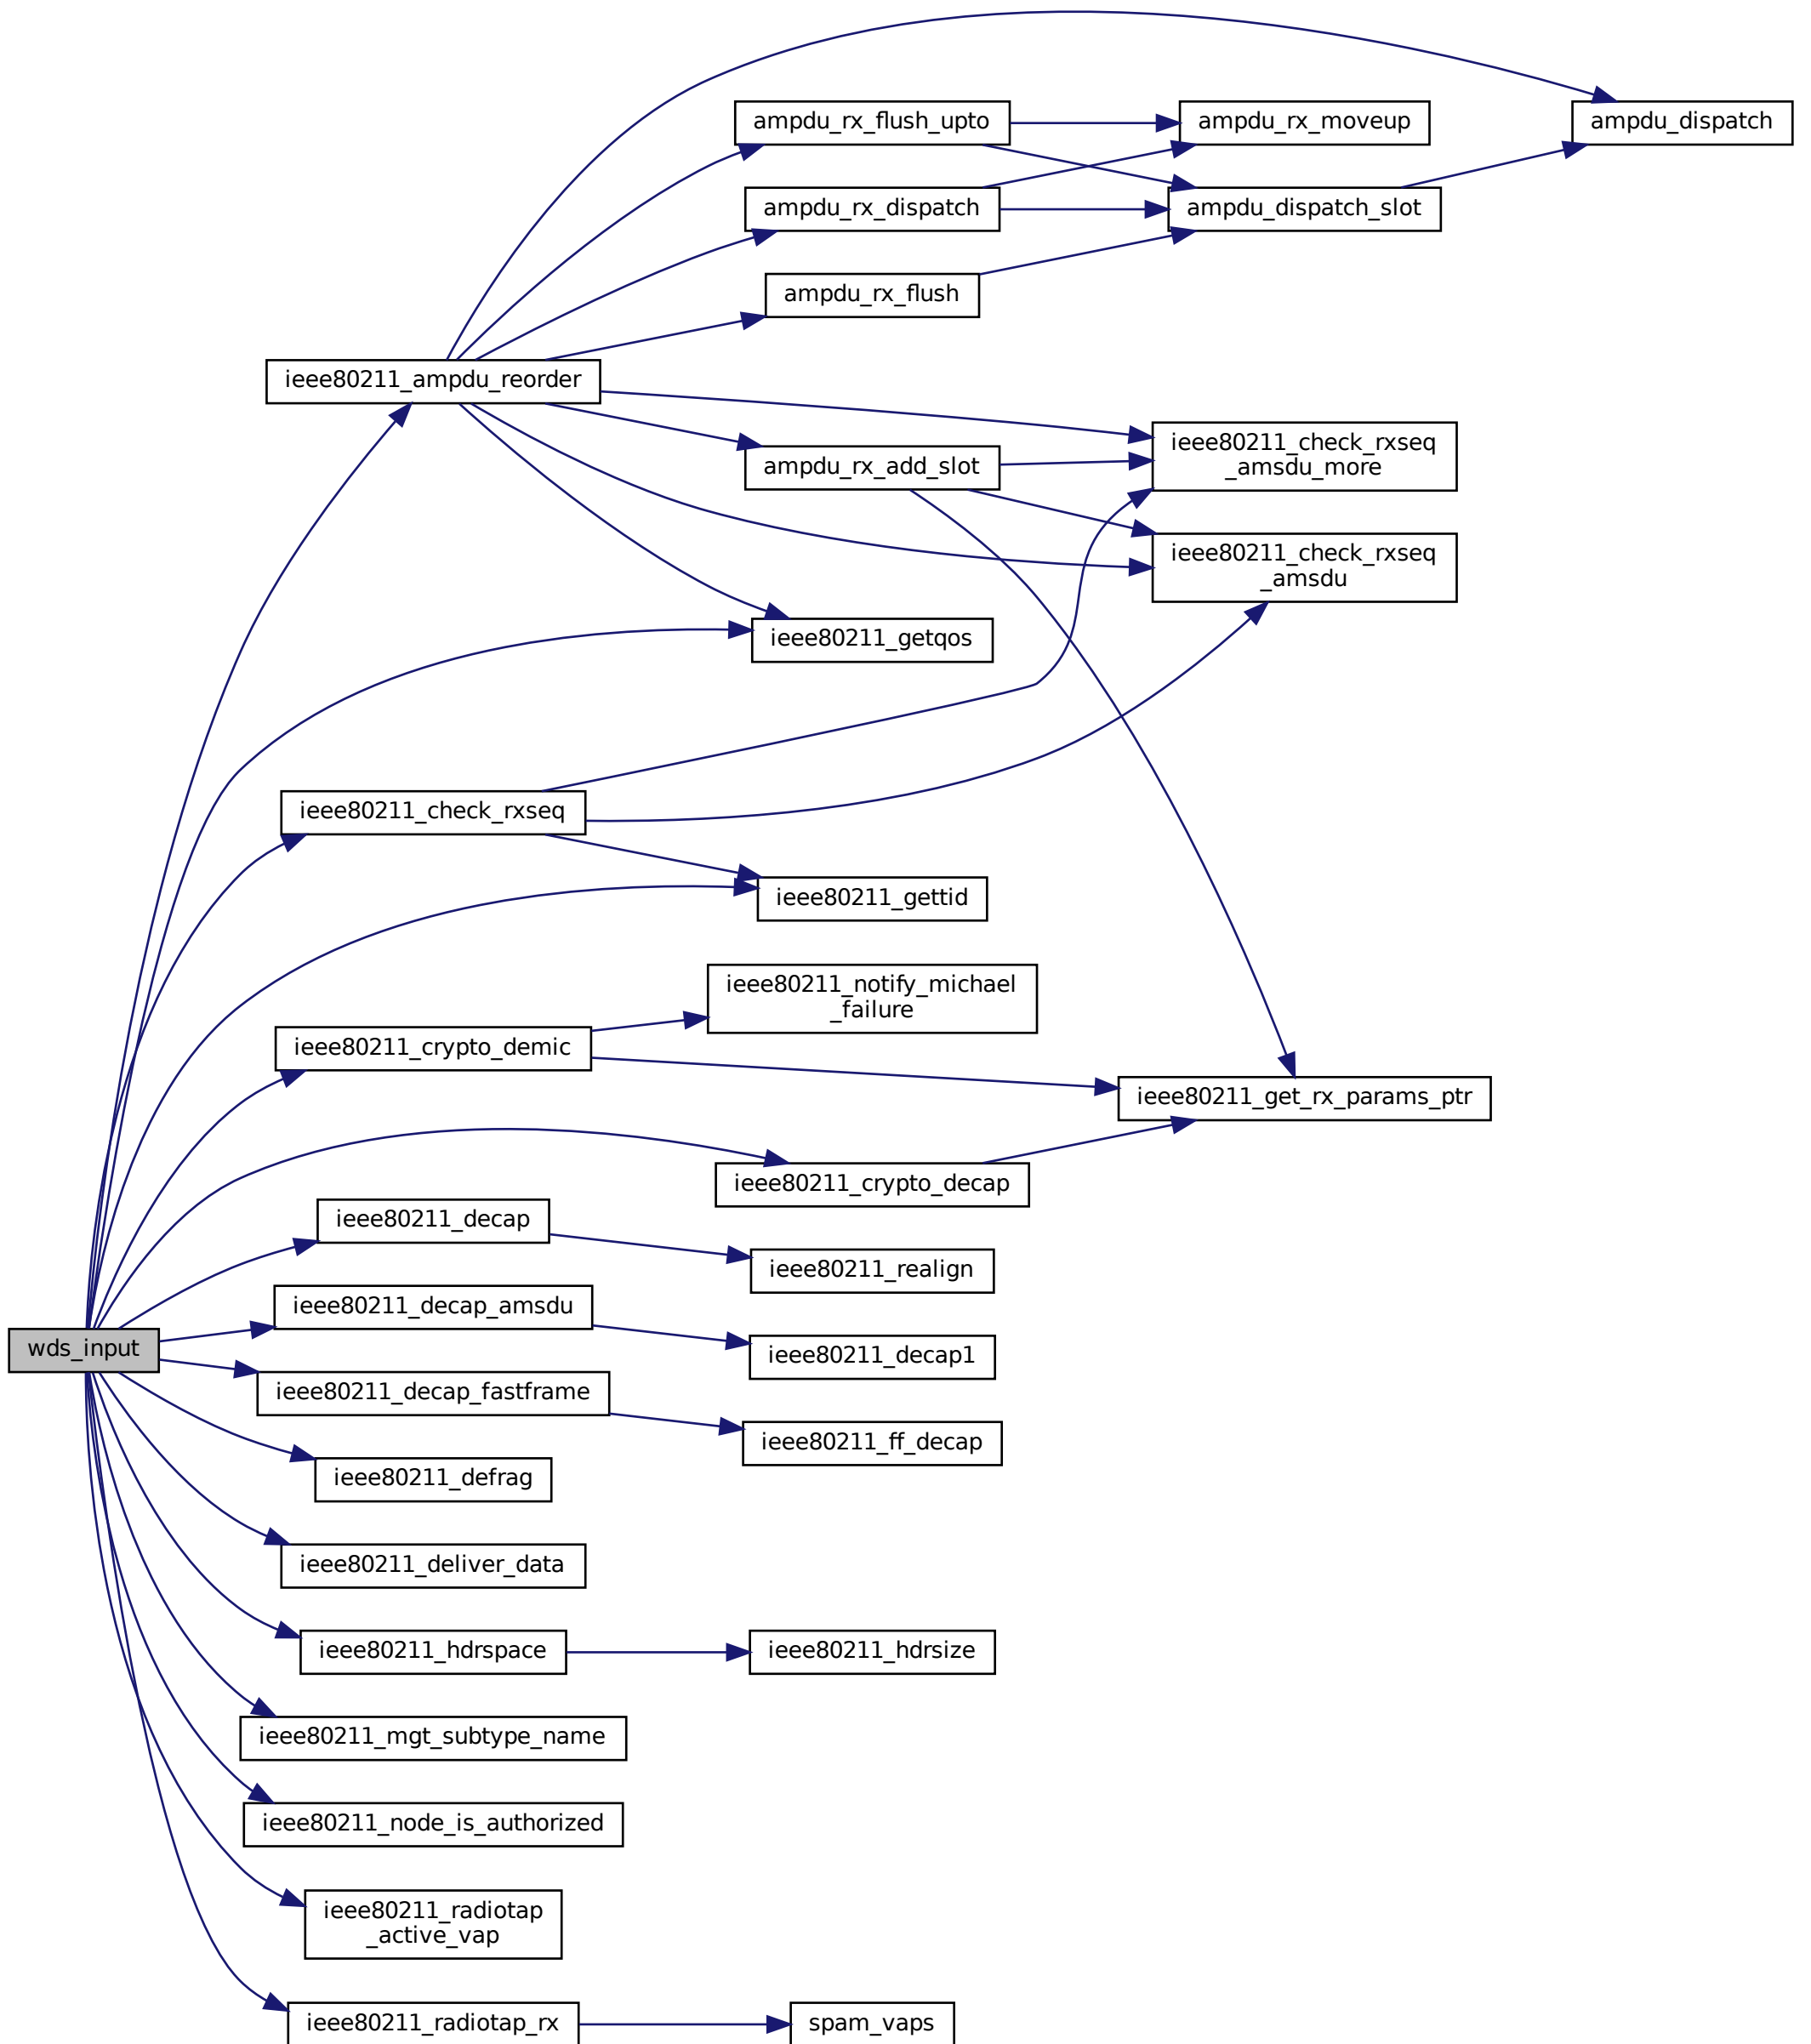 ampdu_rx_flush_upto
ampdu_rx_moveup
ampdu_dispatch
ampdu_rx_dispatch
ampdu_dispatch_slot
ampdu_rx_flush
ieee80211_ampdu_reorder
ieee80211_check_rxseq
_amsdu_more
ampdu_rx_add_slot
ieee80211_check_rxseq
_amsdu
ieee80211_getqos
ieee80211_check_rxseq
ieee80211_gettid
ieee80211_notify_michael
_failure
ieee80211_crypto_demic
ieee80211_get_rx_params_ptr
ieee80211_crypto_decap
ieee80211_decap
ieee80211_realign
ieee80211_decap_amsdu
wds_input
ieee80211_decap1
ieee80211_decap_fastframe
ieee80211_ff_decap
ieee80211_defrag
ieee80211_deliver_data
ieee80211_hdrspace
ieee80211_hdrsize
ieee80211_mgt_subtype_name
ieee80211_node_is_authorized
ieee80211_radiotap
_active_vap
ieee80211_radiotap_rx
spam_vaps